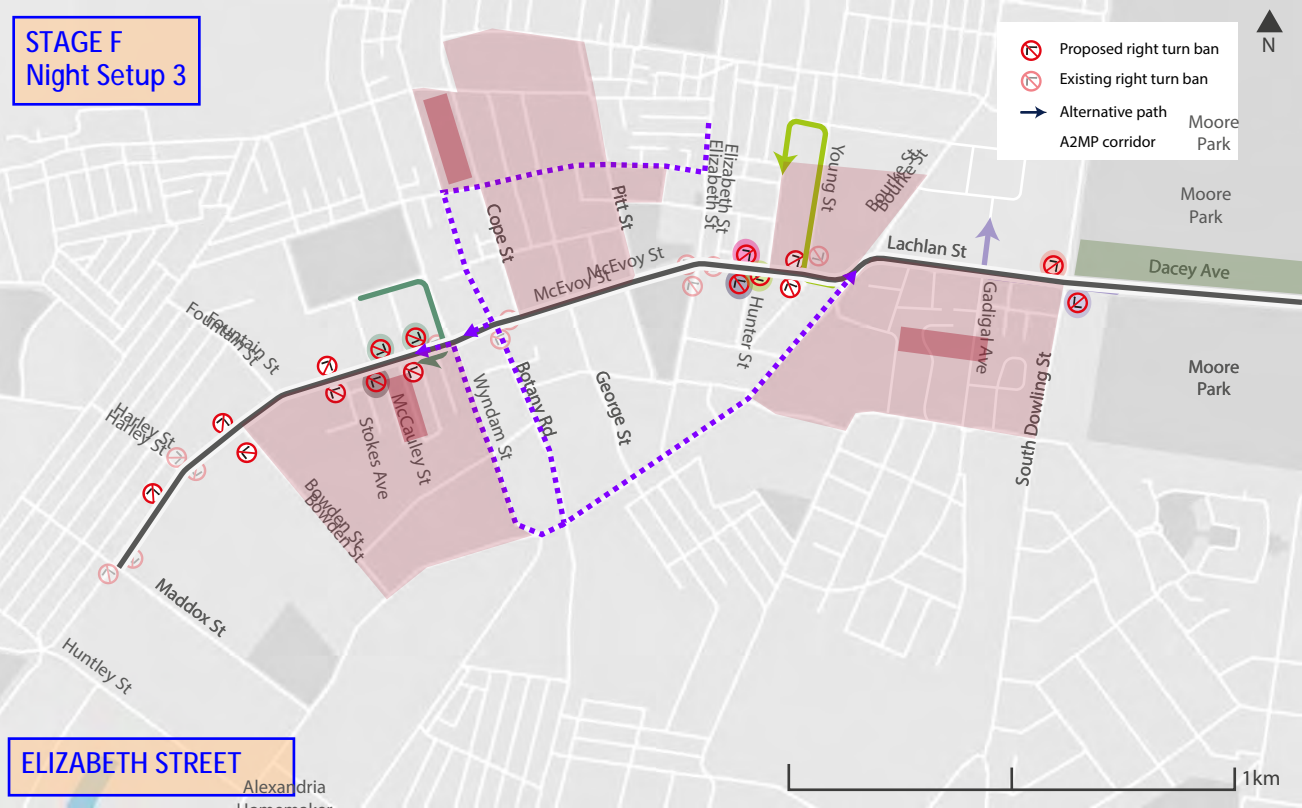 STAGE F
Night Setup 3
N
Proposed right turn ban
Existing right turn ban
Alternative path
A2MP corridor
Moore
Park
Moore
Park
Elizabeth St
Elizabeth St
Young St
Bourke St
Bourke St
Pitt St
Cope St
McEvoy St
McEvoy St
Lachlan St
Dacey Ave
Gadigal Ave
Hunter St
South Dowling St
Moore
Park
Fountain St
Fountain St
Harley St
Harley St
Stokes Ave
McCauley St
Wyndam St
Botany Rd
George St
Bowden St
Bowden St
Maddox St
Huntley St
ELIZABETH STREET
Alexandria
Homemaker
1km